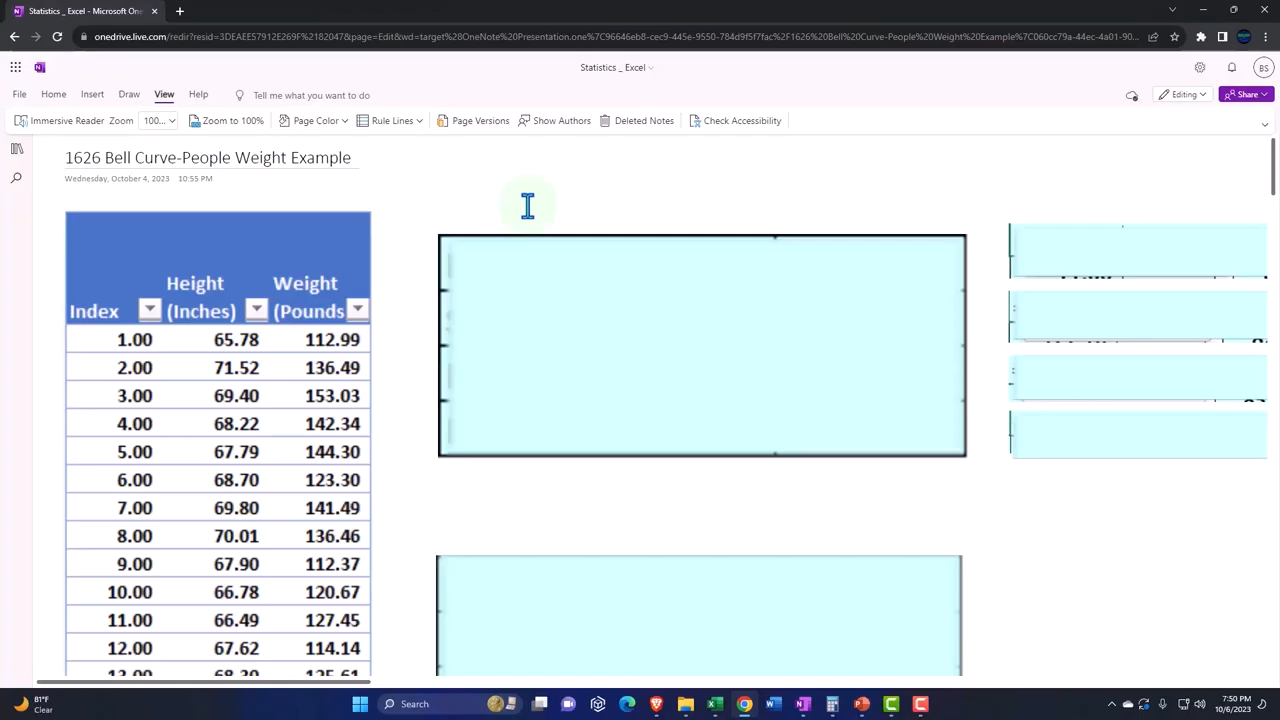 Statistics _ Excel - Microsoft One
onedrive.live.com/redir?resid=3DEAEE57912E269F%2182047&page=Edit&wd=target%28OneNote%20Presentation.one%7C96646eb8-cec9-445e-9550-784d9f5f7fac%2F1626%20Bell%20Curve-People%20Weight%20Example%7C060cc79a-44ec-4a01-90...
Statistics _ Excel
BS
File Home Insert Draw View Help Tell me what you want to do
Editing
Share
Immersive Reader Zoom 100... Zoom to 100% Page Color Rule Lines Page Versions Show Authors Deleted Notes Check Accessibility
1626 Bell Curve-People Weight Example
Wednesday, October 4, 2023 10:55 PM
Height Weight
Index (Inches) (Pounds
1.00 65.78 112.99
2.00 71.52 136.49
3.00 69.40 153.03
4.00 68.22 142.34
5.00 67.79 144.30
6.00 68.70 123.30
7.00 69.80 141.49
8.00 70.01 136.46
9.00 67.90 112.37
10.00 66.78 120.67
11.00 66.49 127.45
12.00 67.62 114.14
13.00 68.30 125.61
81°F
Clear
Search
7:50 PM
10/6/2023